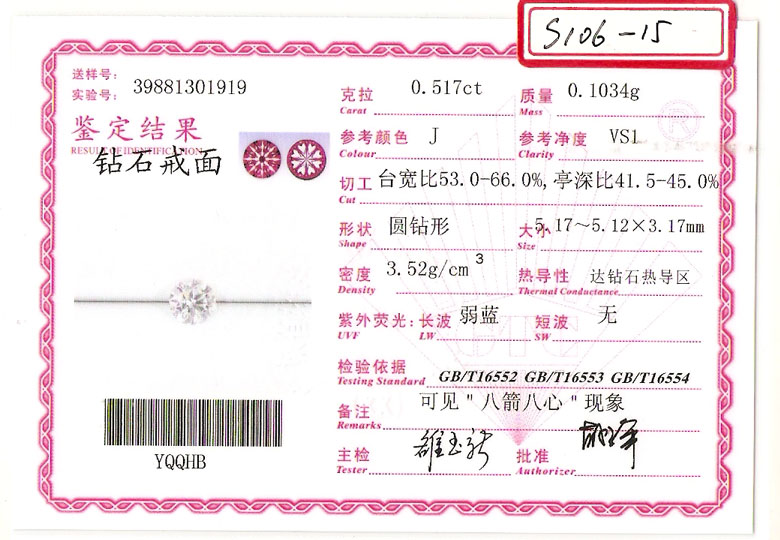 S106-15
送样号:
实验号: 39881301919
鉴定结果
RESULT OF IDENTIFICATION
钻石戒面
YQQHB
克拉 0.517ct 质量 0.1034g
Carat Mass
参考颜色 J 参考净度 VS1
Colour Clarity
切工 台宽比53.0-66.0%,亭深比41.5-45.0%
Cut
形状 圆钻形 大小 5.17～5.12×3.17mm
Shape Size
密度 3.52g/cm³ 热导性 达钻石热导区
Density Thermal Conductance
紫外荧光: 长波 弱蓝 短波 无
UVF LW SW
检验依据
Testing Standard GB/T16552 GB/T16553 GB/T16554
备注 可见"八箭八心"现象
Remarks
主检 批准
Tester Authorizer